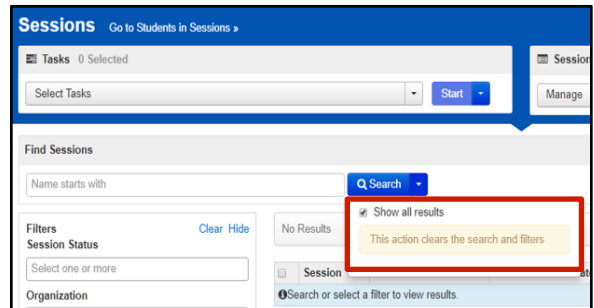 Sessions Go to Students in Sessions »
Tasks 0 Selected
Session
Select Tasks Start Manage
Find Sessions
Name starts with Search
Show all results
Filters Clear Hide No Results This action clears the search and filters
Session Status
Select one or more
Session
Organization Search or select a filter to view results.